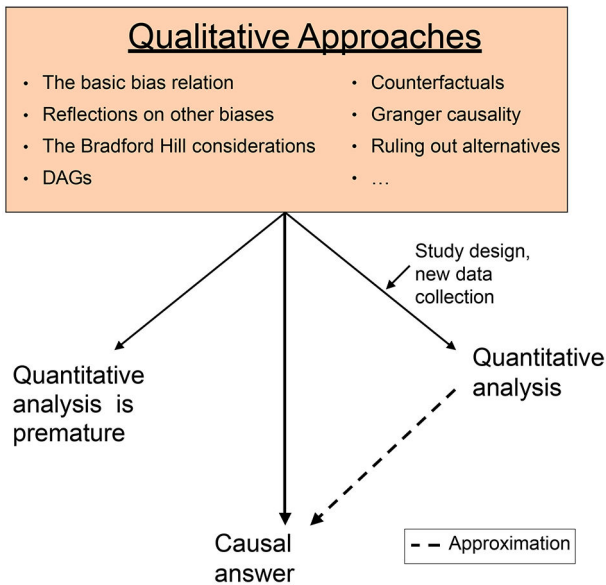 Qualitative Approaches
• The basic bias relation
• Reflections on other biases
• The Bradford Hill considerations
• DAGs
• Counterfactuals
• Granger causality
• Ruling out alternatives
• …
Study design,
new data
collection
Quantitative
analysis is
premature
Quantitative
analysis
Causal
answer
Approximation